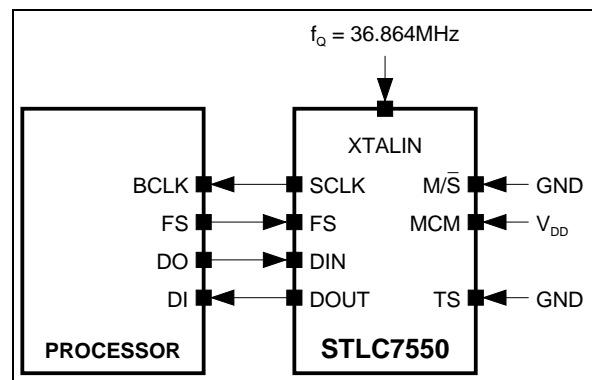 f_Q = 36.864MHz
XTALIN
BCLK SCLK M/S̅ GND
FS FS MCM V_DD
DO DIN
DI DOUT TS GND
PROCESSOR STLC7550